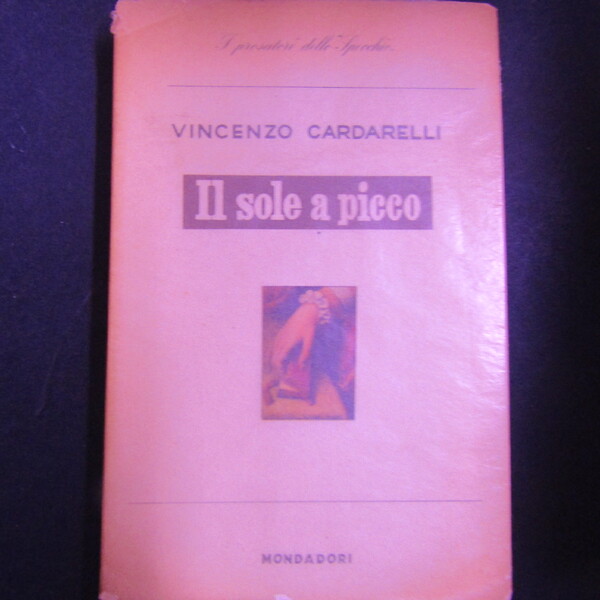 I prosatori dello Specchio
VINCENZO CARDARELLI
Il sole a picco
MONDADORI